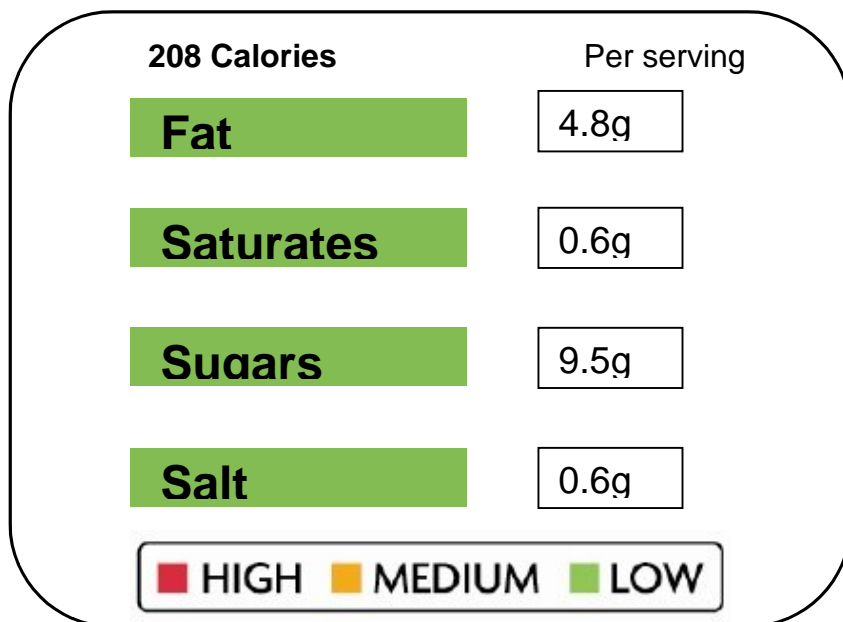 208 Calories Per serving
Fat 4.8g
Saturates 0.6g
Sugars 9.5g
Salt 0.6g
HIGH MEDIUM LOW